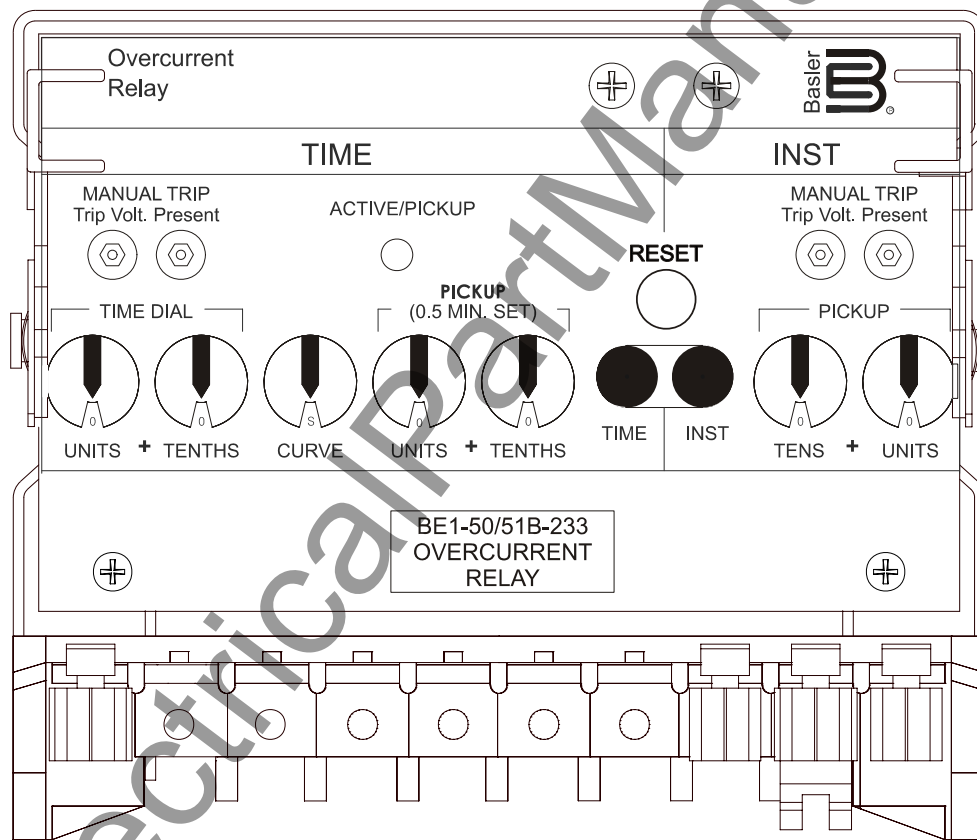 Overcurrent
Relay
Basler
®
TIME
INST
MANUAL TRIP
Trip Volt. Present
ACTIVE/PICKUP
MANUAL TRIP
Trip Volt. Present
RESET
TIME DIAL
PICKUP
(0.5 MIN. SET)
PICKUP
0 0 S 0 0 0 0
UNITS + TENTHS CURVE UNITS + TENTHS
TIME INST
TENS + UNITS
BE1-50/51B-233
OVERCURRENT
RELAY